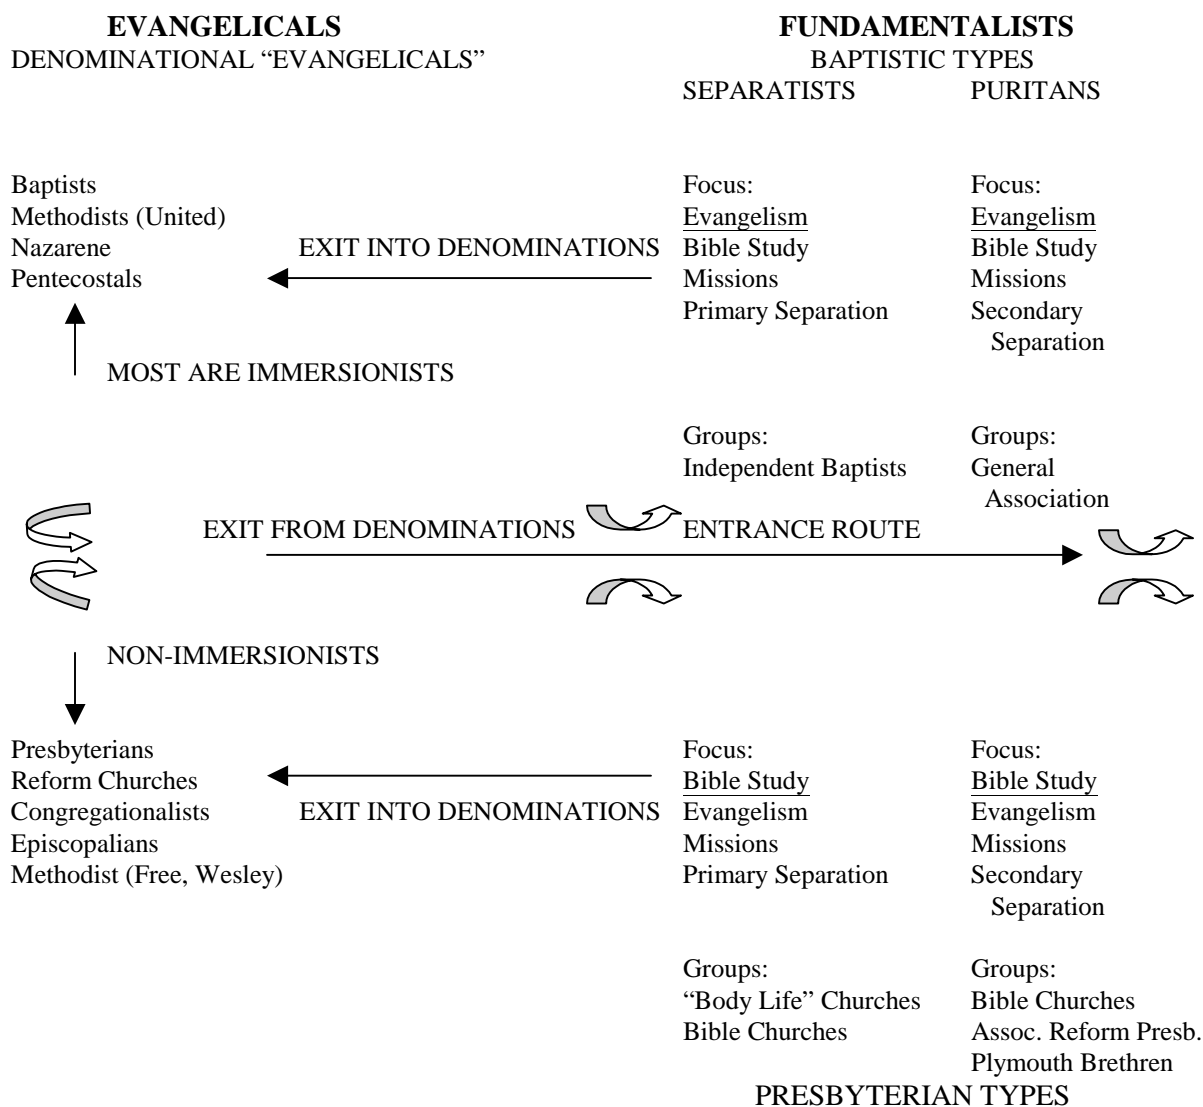 EVANGELICALS FUNDAMENTALISTS
DENOMINATIONAL “EVANGELICALS” BAPTISTIC TYPES
SEPARATISTS PURITANS
Baptists Focus: Focus:
Methodists (United) Evangelism Evangelism
Nazarene EXIT INTO DENOMINATIONS Bible Study Bible Study
Pentecostals Missions Missions
Primary Separation Secondary
Separation
MOST ARE IMMERSIONISTS
Groups: Groups:
Independent Baptists General
Association
EXIT FROM DENOMINATIONS ENTRANCE ROUTE
NON-IMMERSIONISTS
Presbyterians Focus: Focus:
Reform Churches Bible Study Bible Study
Congregationalists EXIT INTO DENOMINATIONS Evangelism Evangelism
Episcopalians Missions Missions
Methodist (Free, Wesley) Primary Separation Secondary
Separation
Groups: Groups:
“Body Life” Churches Bible Churches
Bible Churches Assoc. Reform Presb.
Plymouth Brethren
PRESBYTERIAN TYPES